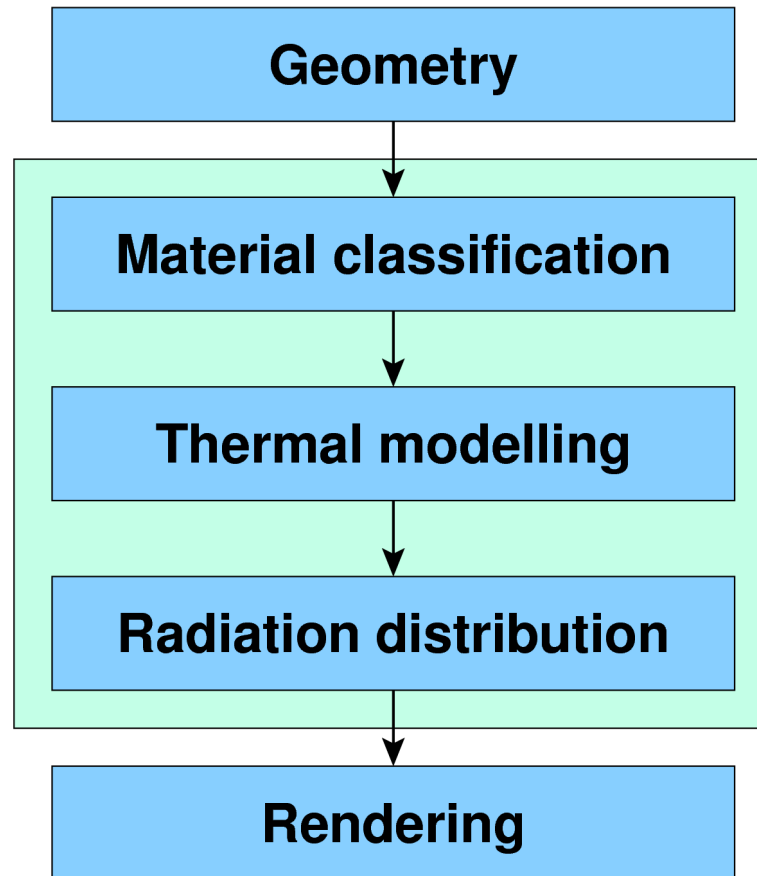 Geometry
Material classification
Thermal modelling
Radiation distribution
Rendering